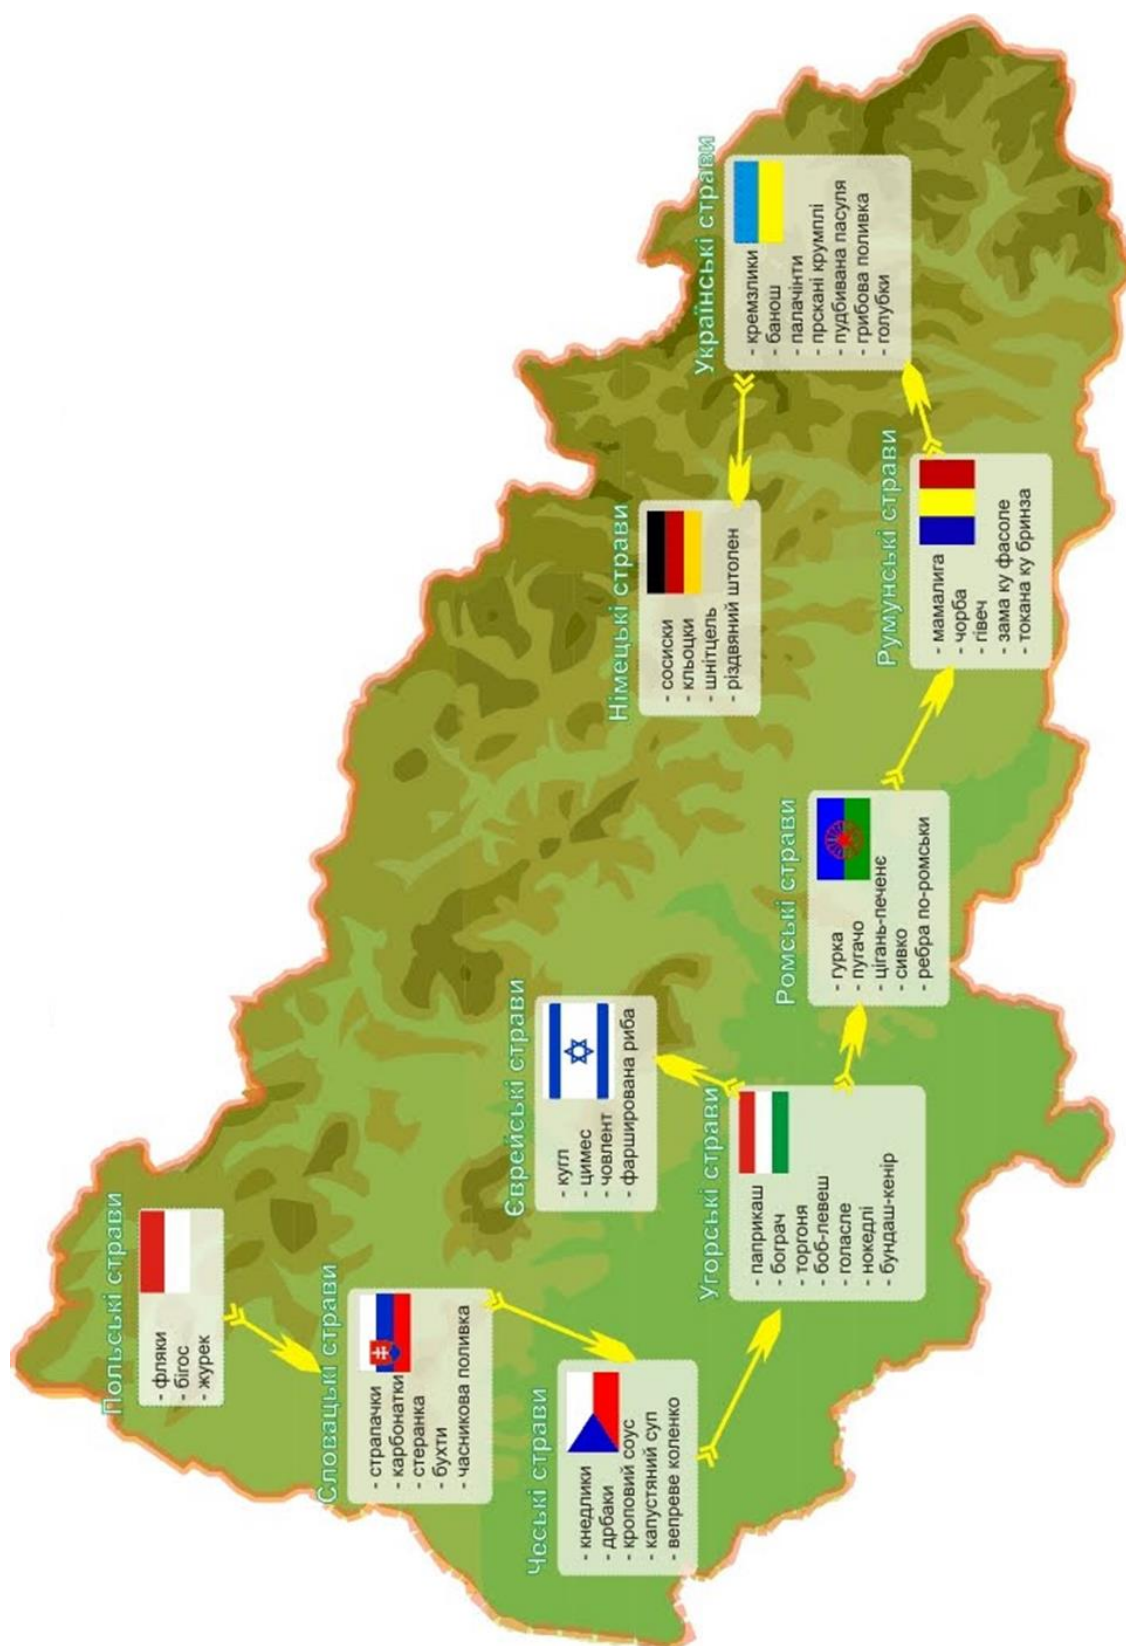 Польські страви
- фляки
- бігос
- журек
Словацькі страви
- страпачки
- карбонатки
- стеранка
- бухти
- часникова поливка
Чеські страви
- кнедлики
- дрбаки
- кроповий соус
- капустяний суп
- вепреве коленко
Єврейські страви
- кугл
- цимес
- човлент
- фарширована риба
Угорські страви
- паприкаш
- бограч
- торгоня
- боб-левеш
- голасле
- нокедлі
- бундаш-кенір
Ромські страви
- гурка
- пугачо
- цігань-печенє
- сивко
- ребра по-ромськи
Румунські страви
- мамалига
- чорба
- гівеч
- зама ку фасоле
- токана ку бринза
Німецькі страви
- сосиски
- кльоцки
- шнітцель
- різдвяний штолен
Українські страви
- кремзлики
- банош
- палачінти
- прскані крумплі
- пудбивана пасуля
- грибова поливка
- голубки